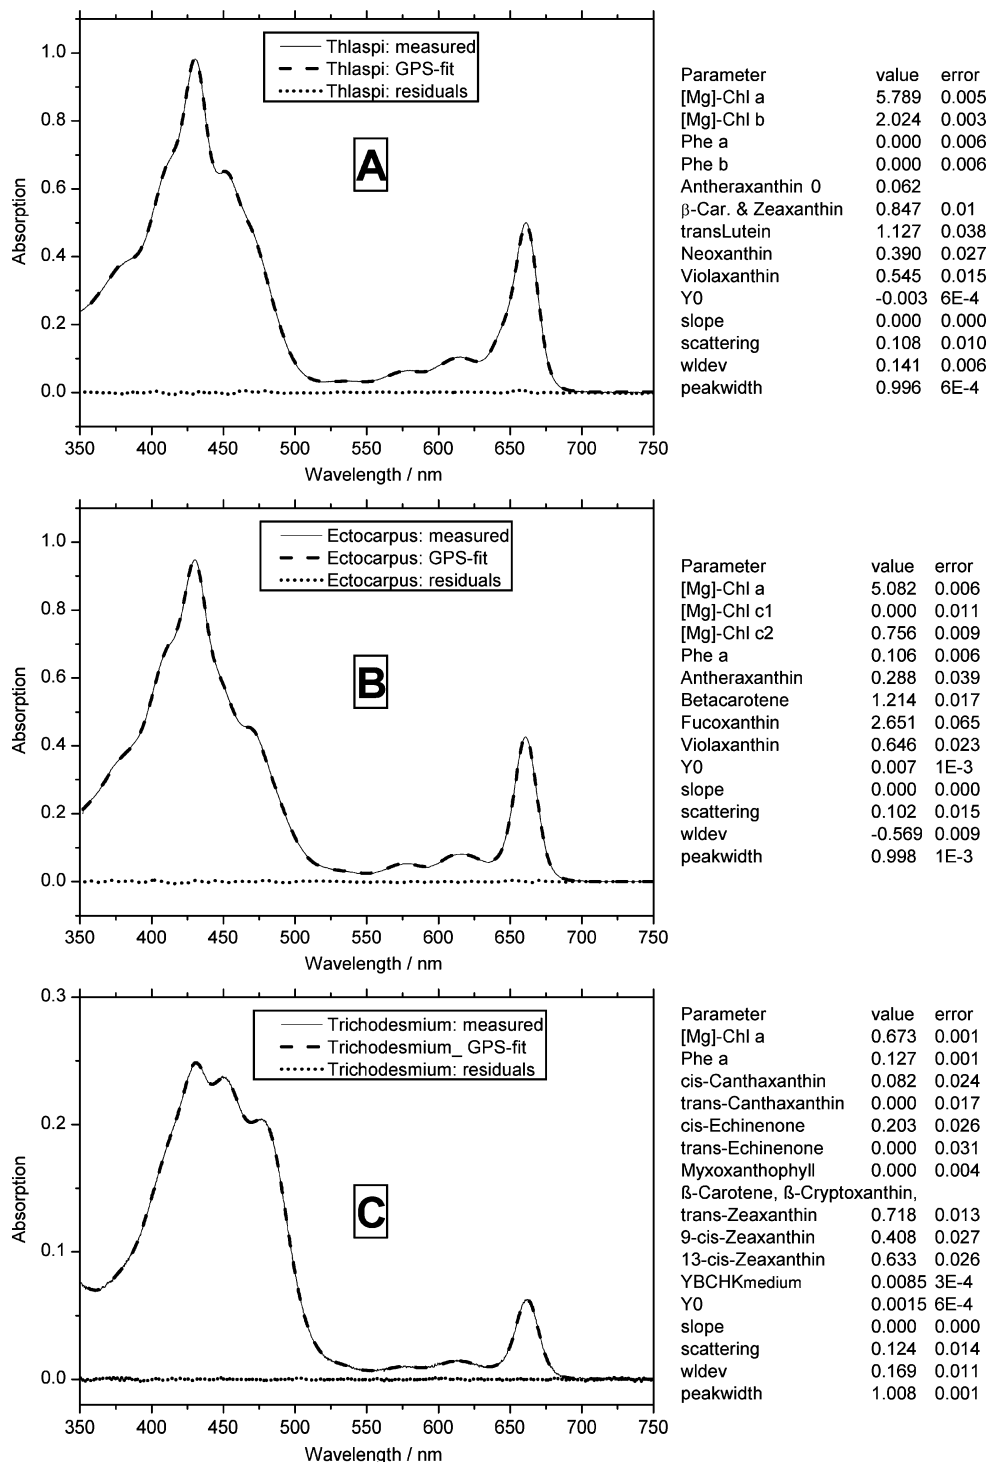 Thlaspi: measured
Thlaspi: GPS-fit
Thlaspi: residuals
A
1.0
0.8
0.6
0.4
0.2
0.0
Absorption
350 400 450 500 550 600 650 700 750
Wavelength / nm
Parameter value error
[Mg]-Chl a 5.789 0.005
[Mg]-Chl b 2.024 0.003
Phe a 0.000 0.006
Phe b 0.000 0.006
Antheraxanthin 0 0.062
β-Car. & Zeaxanthin 0.847 0.01
transLutein 1.127 0.038
Neoxanthin 0.390 0.027
Violaxanthin 0.545 0.015
Y0 -0.003 6E-4
slope 0.000 0.000
scattering 0.108 0.010
wldev 0.141 0.006
peakwidth 0.996 6E-4
Ectocarpus: measured
Ectocarpus: GPS-fit
Ectocarpus: residuals
B
1.0
0.8
0.6
0.4
0.2
0.0
Absorption
350 400 450 500 550 600 650 700 750
Wavelength / nm
Parameter value error
[Mg]-Chl a 5.082 0.006
[Mg]-Chl c1 0.000 0.011
[Mg]-Chl c2 0.756 0.009
Phe a 0.106 0.006
Antheraxanthin 0.288 0.039
Betacarotene 1.214 0.017
Fucoxanthin 2.651 0.065
Violaxanthin 0.646 0.023
Y0 0.007 1E-3
slope 0.000 0.000
scattering 0.102 0.015
wldev -0.569 0.009
peakwidth 0.998 1E-3
Trichodesmium: measured
Trichodesmium_ GPS-fit
Trichodesmium: residuals
C
0.3
0.2
0.1
0.0
Absorption
350 400 450 500 550 600 650 700 750
Wavelength / nm
Parameter value error
[Mg]-Chl a 0.673 0.001
Phe a 0.127 0.001
cis-Canthaxanthin 0.082 0.024
trans-Canthaxanthin 0.000 0.017
cis-Echinenone 0.203 0.026
trans-Echinenone 0.000 0.031
Myxoxanthophyll 0.000 0.004
ß-Carotene, ß-Cryptoxanthin,
trans-Zeaxanthin 0.718 0.013
9-cis-Zeaxanthin 0.408 0.027
13-cis-Zeaxanthin 0.633 0.026
YBCHKmedium 0.0085 3E-4
Y0 0.0015 6E-4
slope 0.000 0.000
scattering 0.124 0.014
wldev 0.169 0.011
peakwidth 1.008 0.001